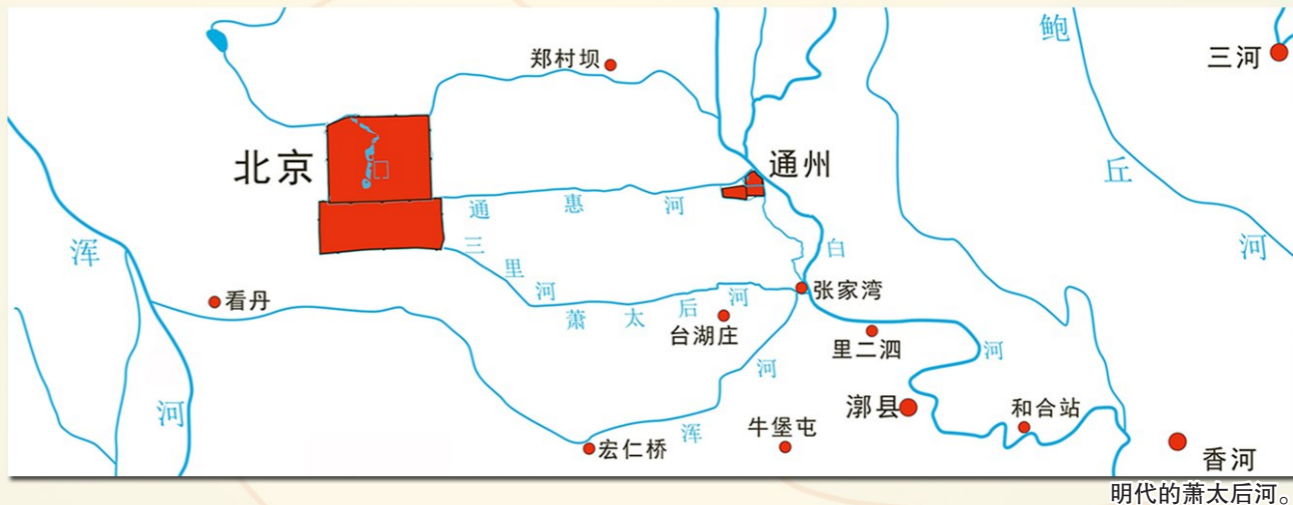 郑村坝
鲍
三河
北京
通州
丘
通惠河
浑
三里河
白
河
看丹
张家湾
萧太后河
台湖庄
里二泗
河
河
河
漷县
和合站
浑
牛堡屯
宏仁桥
香河
明代的萧太后河。